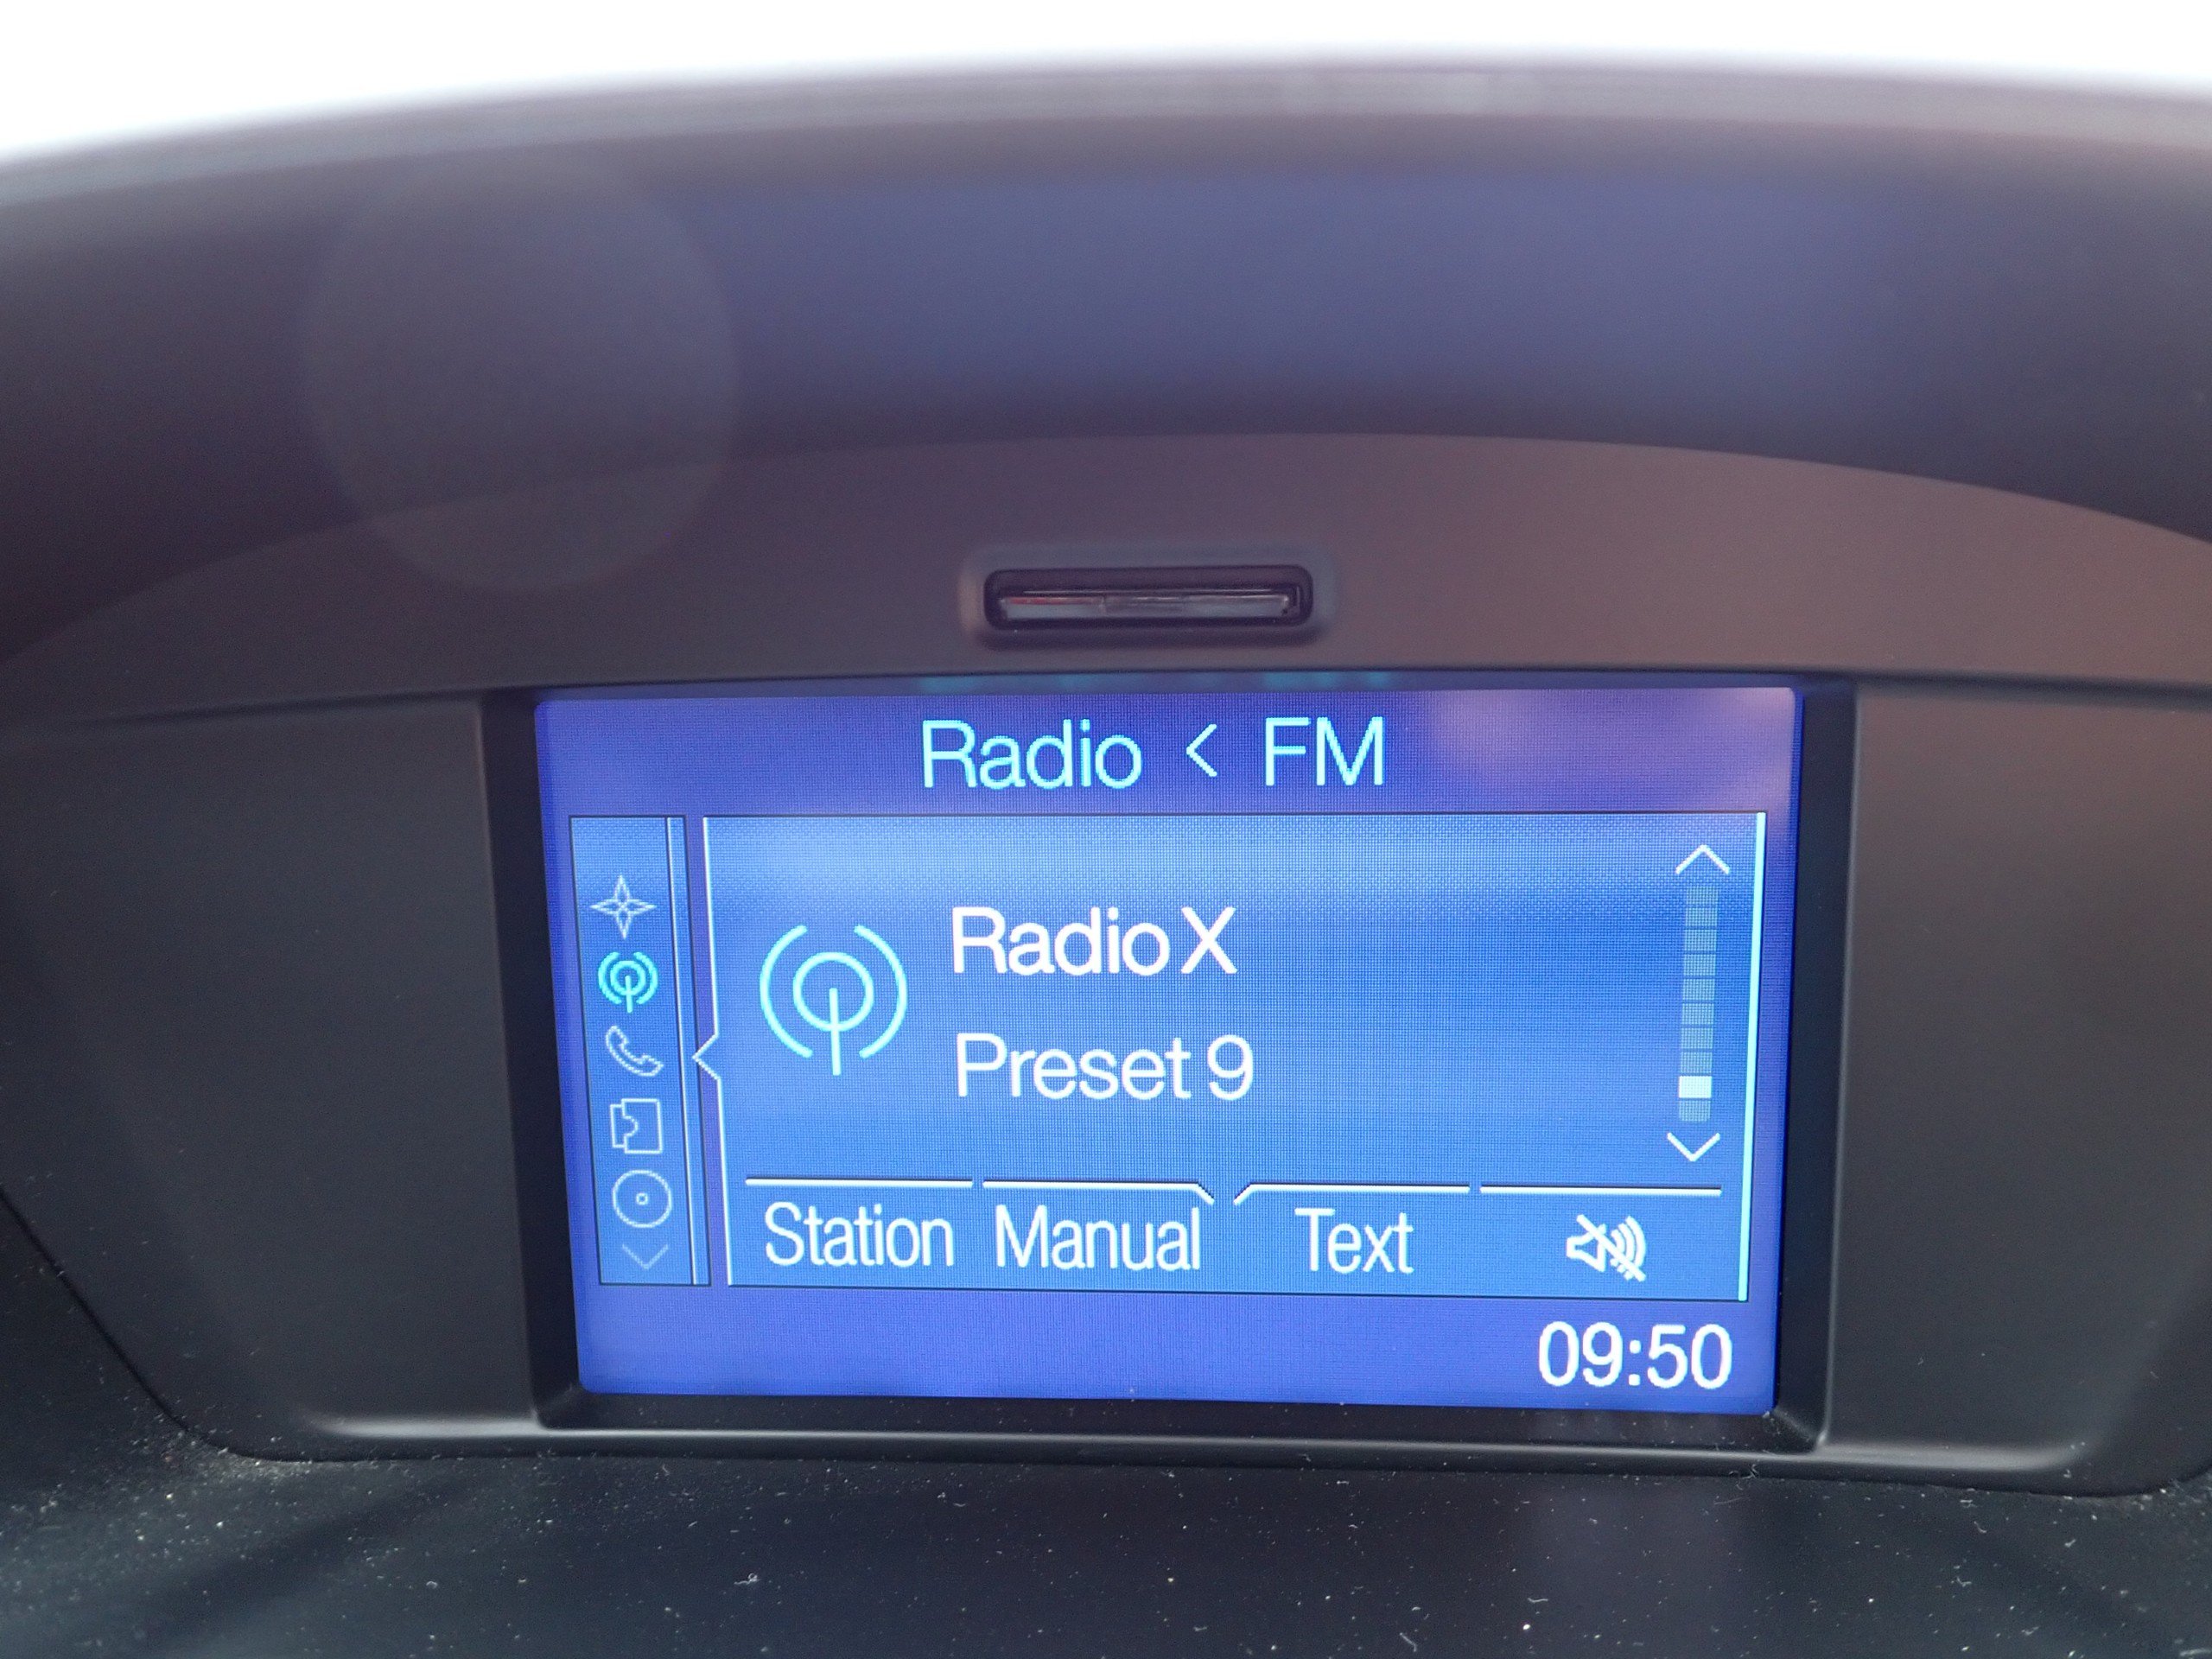 Radio < FM
Radio X
Preset 9
Station Manual Text
09:50